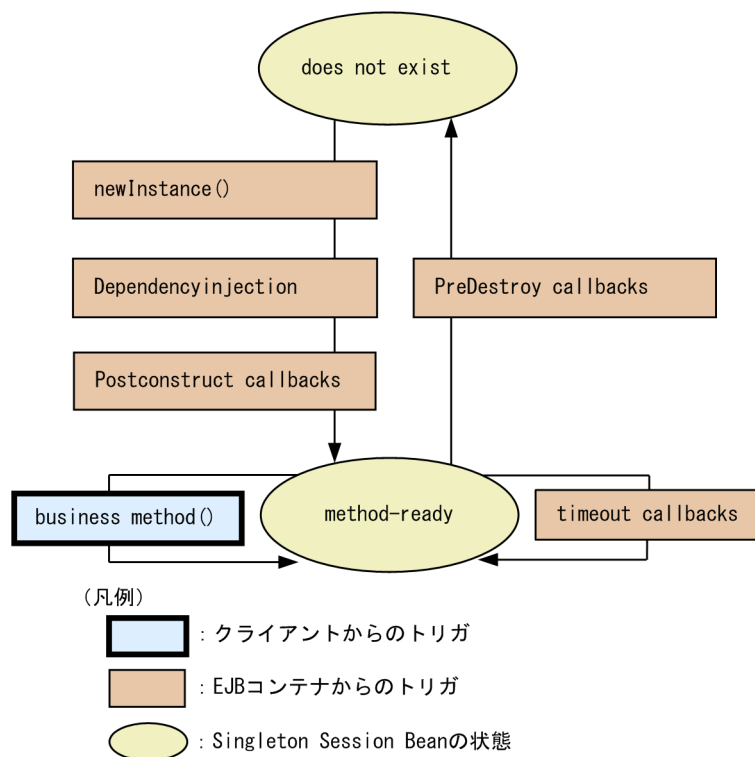 does not exist
newInstance()
Dependencyinjection
PreDestroy callbacks
Postconstruct callbacks
business method()
method-ready
timeout callbacks
(凡例)
：クライアントからのトリガ
：EJBコンテナからのトリガ
：Singleton Session Beanの状態